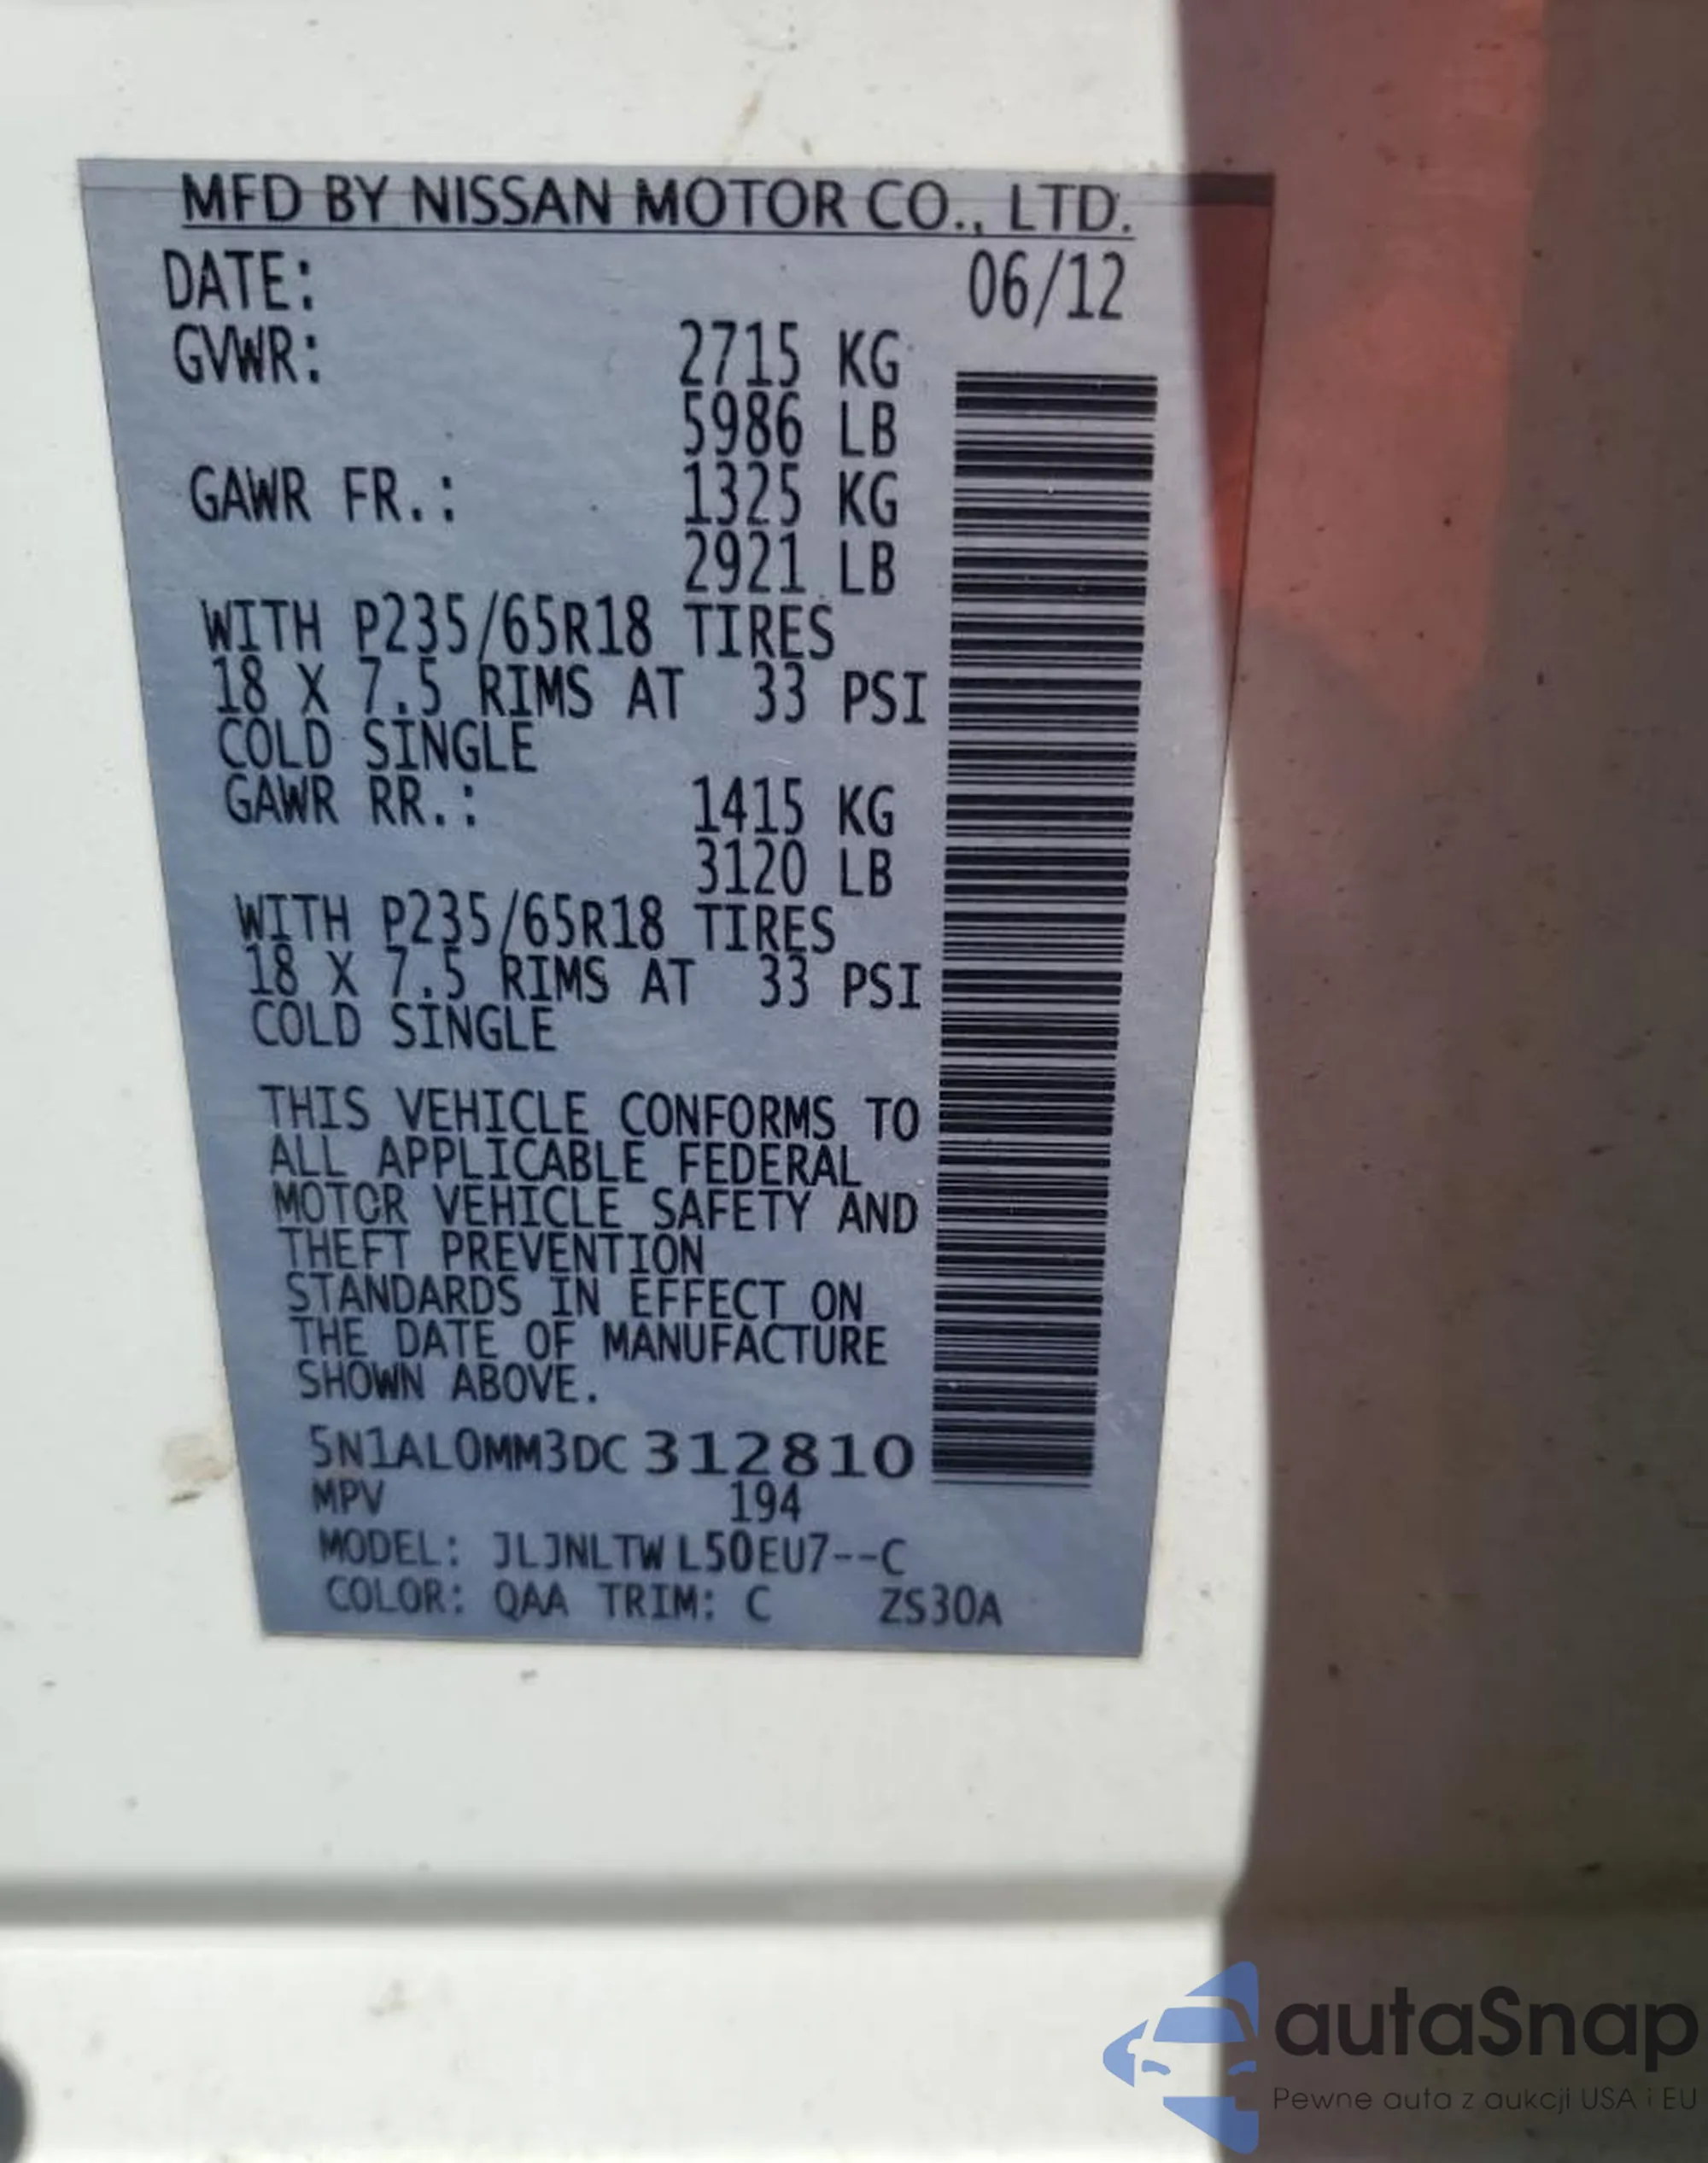 MFD BY NISSAN MOTOR CO., LTD.
DATE: 06/12
GVWR: 2715 KG
5986 LB
GAWR FR.: 1325 KG
2921 LB
WITH P235/65R18 TIRES
18 X 7.5 RIMS AT 33 PSI
COLD SINGLE
GAWR RR.: 1415 KG
3120 LB
WITH P235/65R18 TIRES
18 X 7.5 RIMS AT 33 PSI
COLD SINGLE
THIS VEHICLE CONFORMS TO
ALL APPLICABLE FEDERAL
MOTOR VEHICLE SAFETY AND
THEFT PREVENTION
STANDARDS IN EFFECT ON
THE DATE OF MANUFACTURE
SHOWN ABOVE.
5N1AL0MM3DC312810
MPV 194
MODEL: JLJNLTWL50EU7--C
COLOR: QAA TRIM: C ZS30A
autaSnap
Pewne auta z aukcji USA i EU